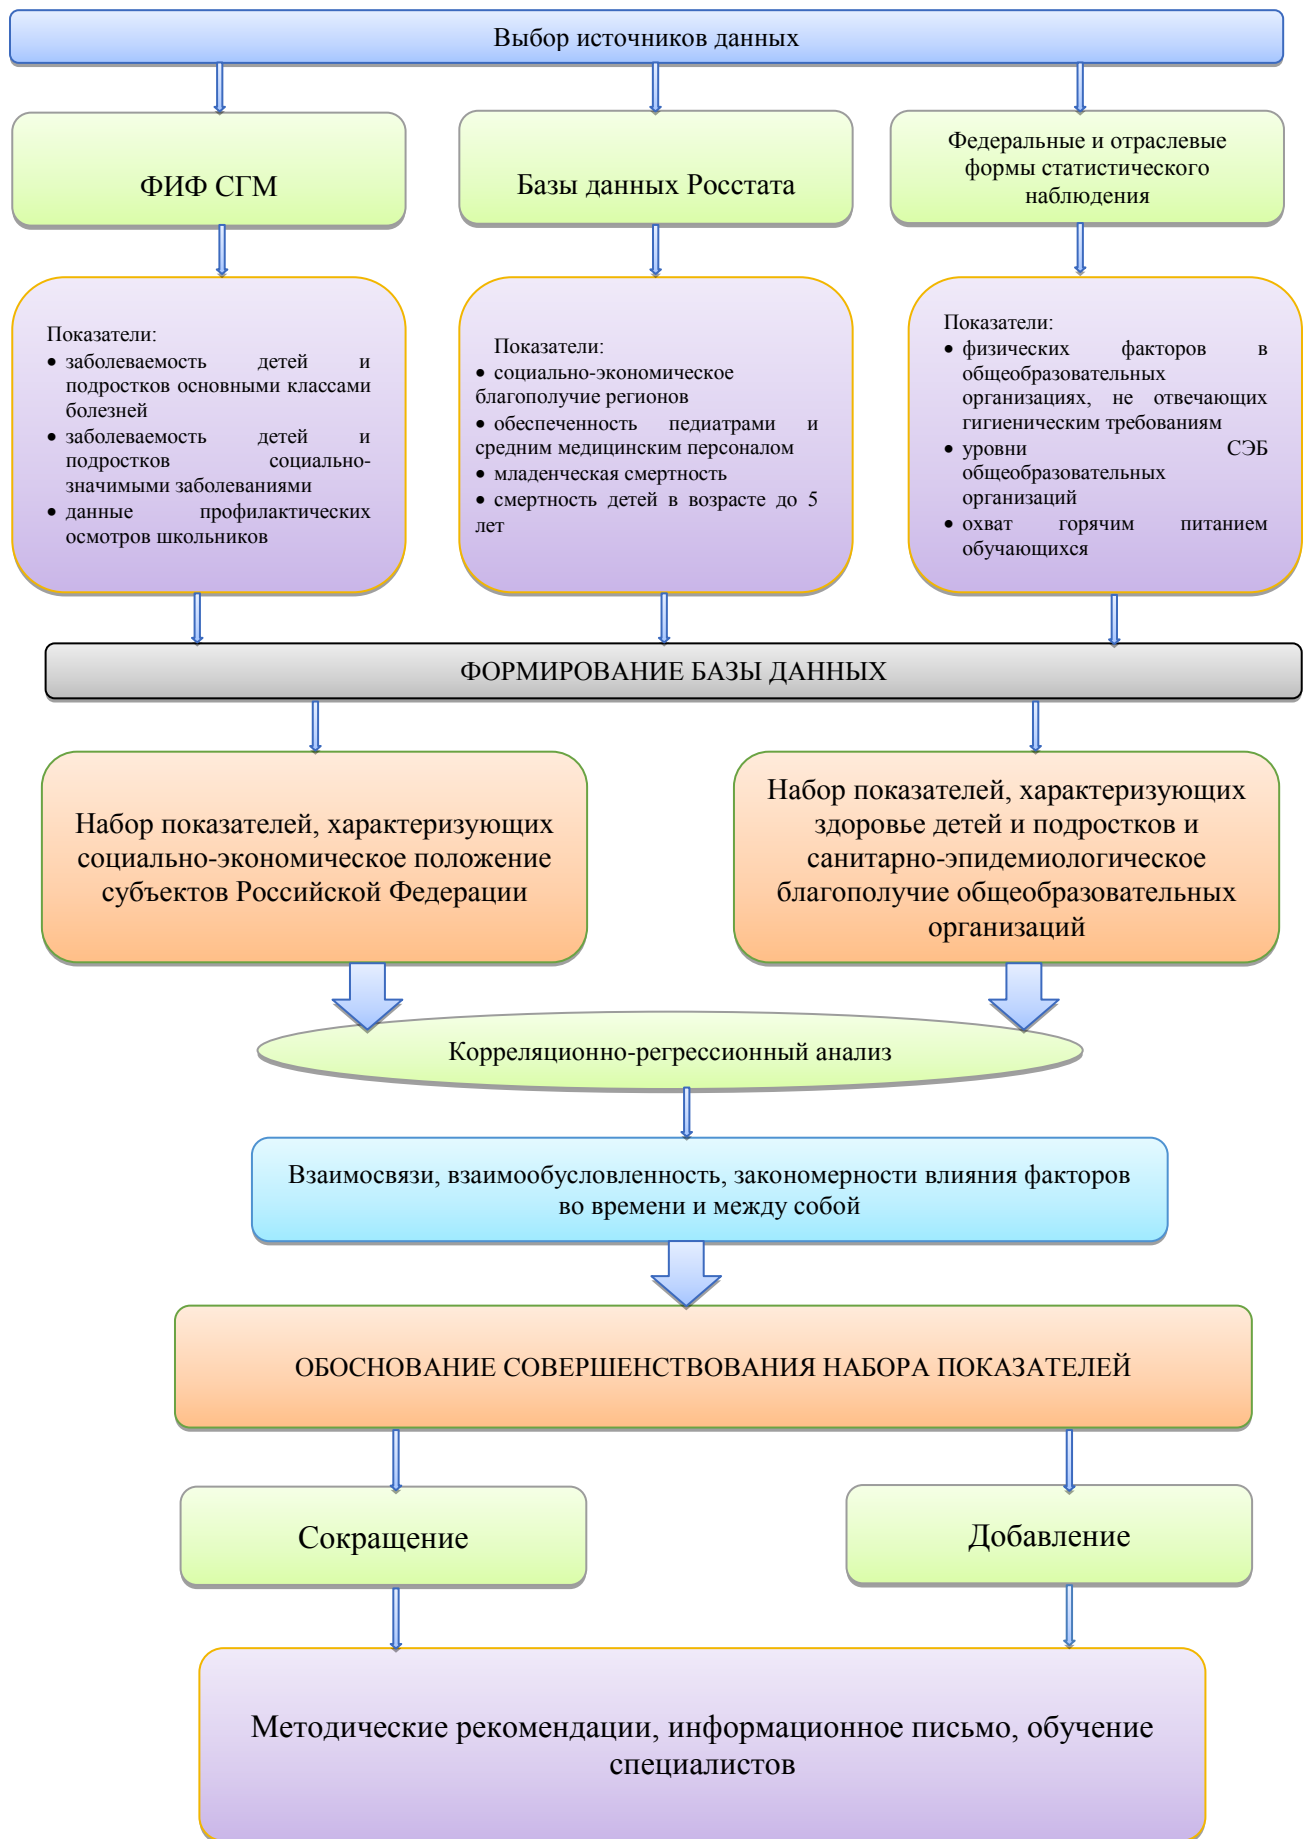 Выбор источников данных
ФИФ СГМ
Базы данных Росстата
Федеральные и отраслевые
формы статистического
наблюдения
Показатели:
• заболеваемость детей и
подростков основными классами
болезней
• заболеваемость детей и
подростков социально-
значимыми заболеваниями
• данные профилактических
осмотров школьников
Показатели:
• социально-экономическое
благополучие регионов
• обеспеченность педиатрами и
средним медицинским персоналом
• младенческая смертность
• смертность детей в возрасте до 5
лет
Показатели:
• физических факторов в
общеобразовательных
организациях, не отвечающих
гигиеническим требованиям
• уровни СЭБ
общеобразовательных
организаций
• охват горячим питанием
обучающихся
ФОРМИРОВАНИЕ БАЗЫ ДАННЫХ
Набор показателей, характеризующих
социально-экономическое положение
субъектов Российской Федерации
Набор показателей, характеризующих
здоровье детей и подростков и
санитарно-эпидемиологическое
благополучие общеобразовательных
организаций
Корреляционно-регрессионный анализ
Взаимосвязи, взаимообусловленность, закономерности влияния факторов
во времени и между собой
ОБОСНОВАНИЕ СОВЕРШЕНСТВОВАНИЯ НАБОРА ПОКАЗАТЕЛЕЙ
Сокращение
Добавление
Методические рекомендации, информационное письмо, обучение
специалистов